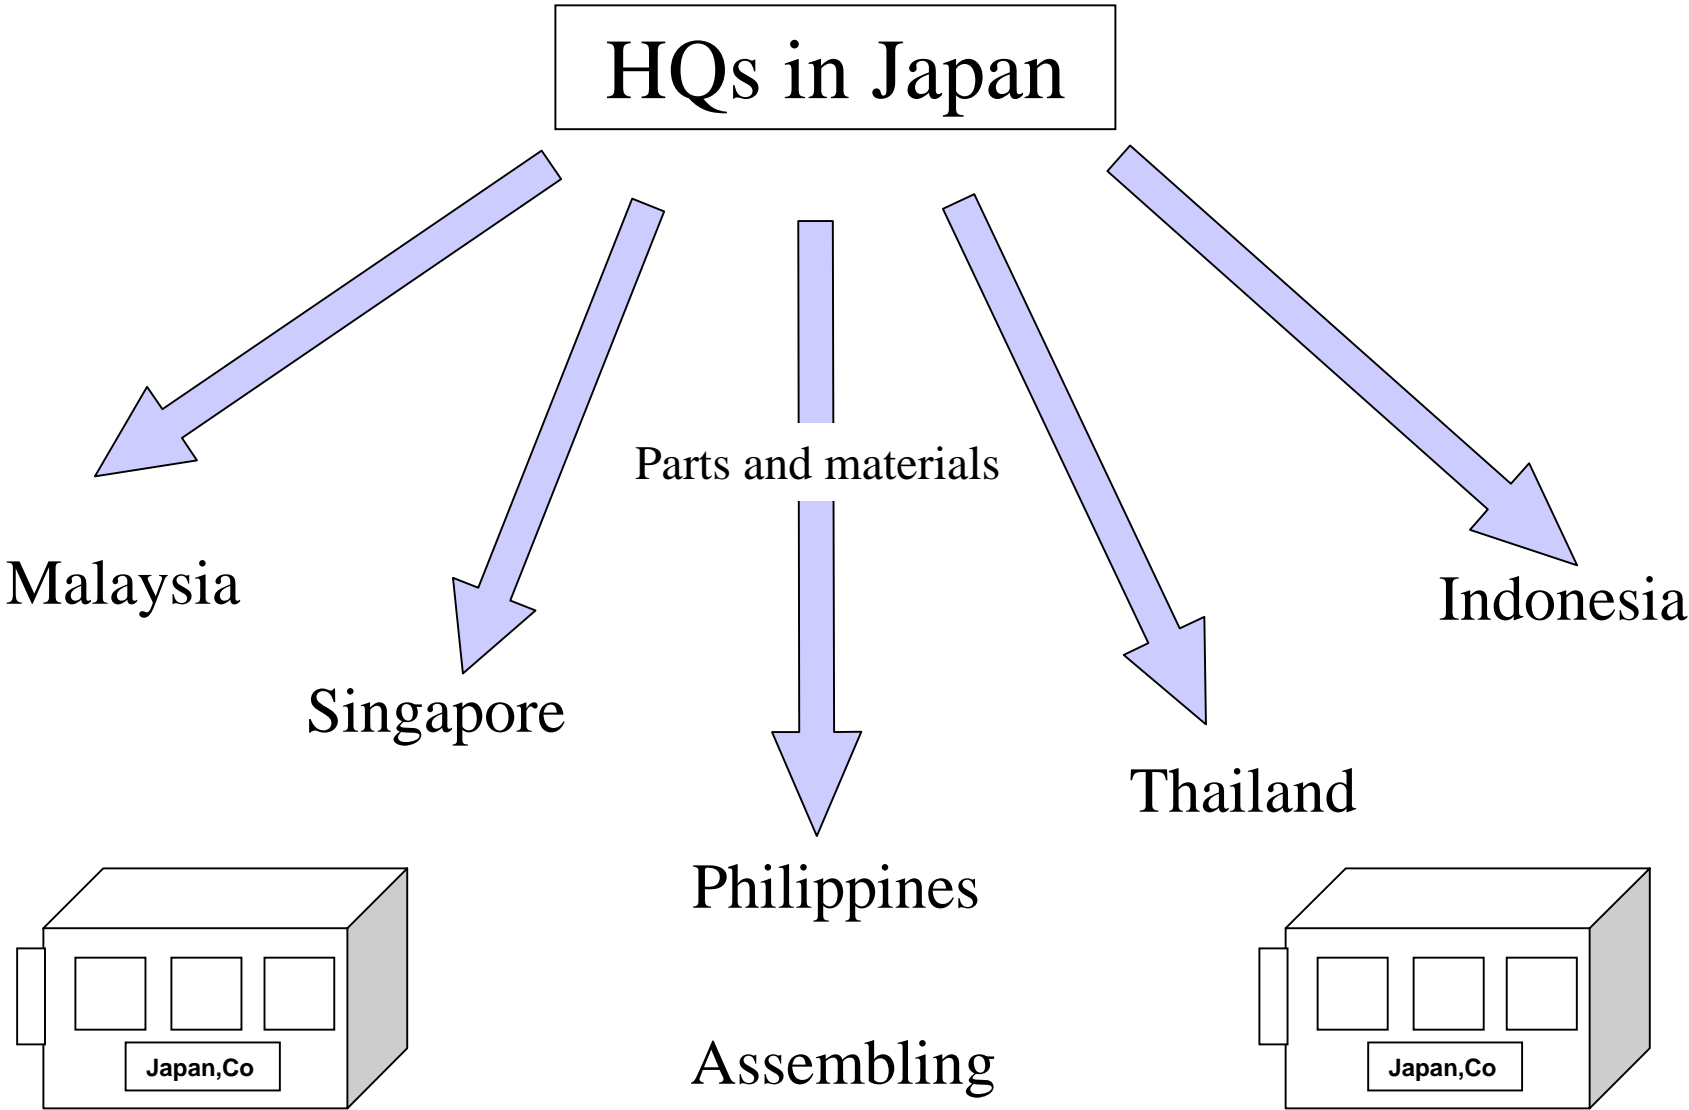 HQs in Japan
Parts and materials
Malaysia
Indonesia
Singapore
Thailand
Philippines
Assembling
Japan,Co
Japan,Co